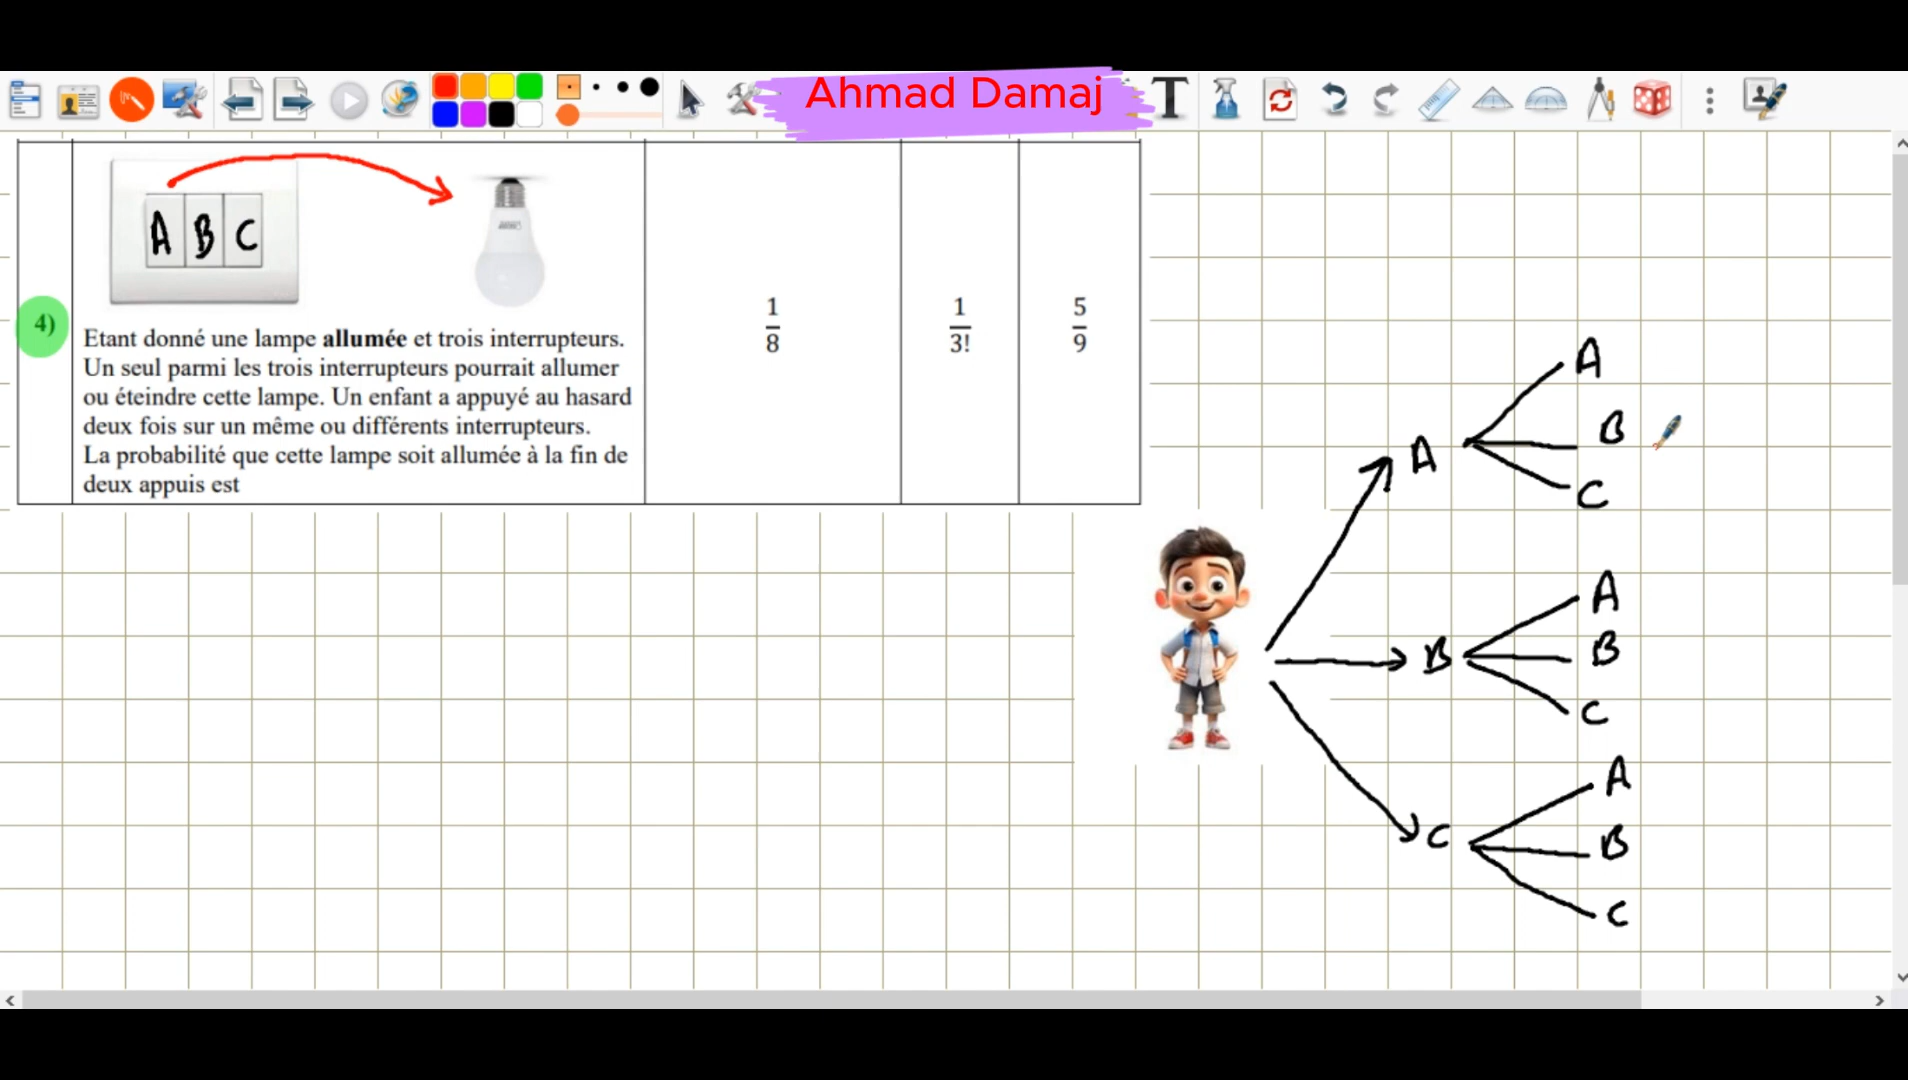 Ahmad Damaj
T
A B C
4)
Etant donné une lampe allumée et trois interrupteurs.
Un seul parmi les trois interrupteurs pourrait allumer
ou éteindre cette lampe. Un enfant a appuyé au hasard
deux fois sur un même ou différents interrupteurs.
La probabilité que cette lampe soit allumée à la fin de
deux appuis est
1
8
1
3!
5
9
A
A
B
C
B
A
B
C
C
A
B
C